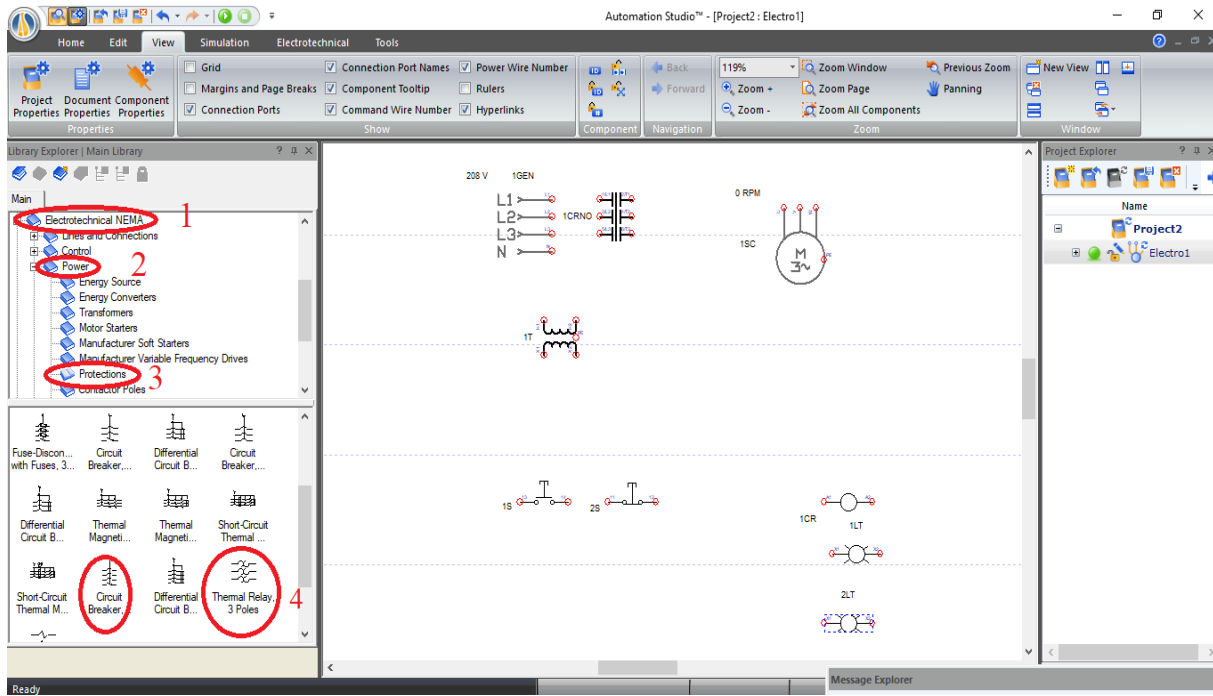 Automation Studio™ - [Project2 : Electro1]
Home Edit View Simulation Electrotechnical Tools
Project Properties
Document Properties
Component Properties
Properties
Grid
Margins and Page Breaks
Connection Ports
Connection Port Names
Component Tooltip
Command Wire Number
Power Wire Number
Rulers
Hyperlinks
Show
Component
Back
Forward
Navigation
119%
Zoom +
Zoom -
Zoom Window
Zoom Page
Zoom All Components
Previous Zoom
Panning
Zoom
New View
Window
Library Explorer | Main Library
Main
Electrotechnical NEMA 1
Lines and Connections
Control
Power 2
Energy Source
Energy Converters
Transformers
Motor Starters
Manufacturer Soft Starters
Manufacturer Variable Frequency Drives
Protections 3
Contactor Poles
Fuse-Discon... with Fuses, 3...
Circuit Breaker,...
Differential Circuit B...
Circuit Breaker,...
Differential Circuit B...
Thermal Magneti...
Thermal Magneti...
Short-Circuit Thermal ...
Short-Circuit Thermal M...
Circuit Breaker,...
Differential Circuit B...
Thermal Relay, 3 Poles
4
208 V 1GEN
L1
L2
L3
N
1CRNO
0 RPM
1SC
M
3~
1T
1S
2S
1CR
1LT
2LT
Project Explorer
Name
Project2
Electro1
Message Explorer
Ready